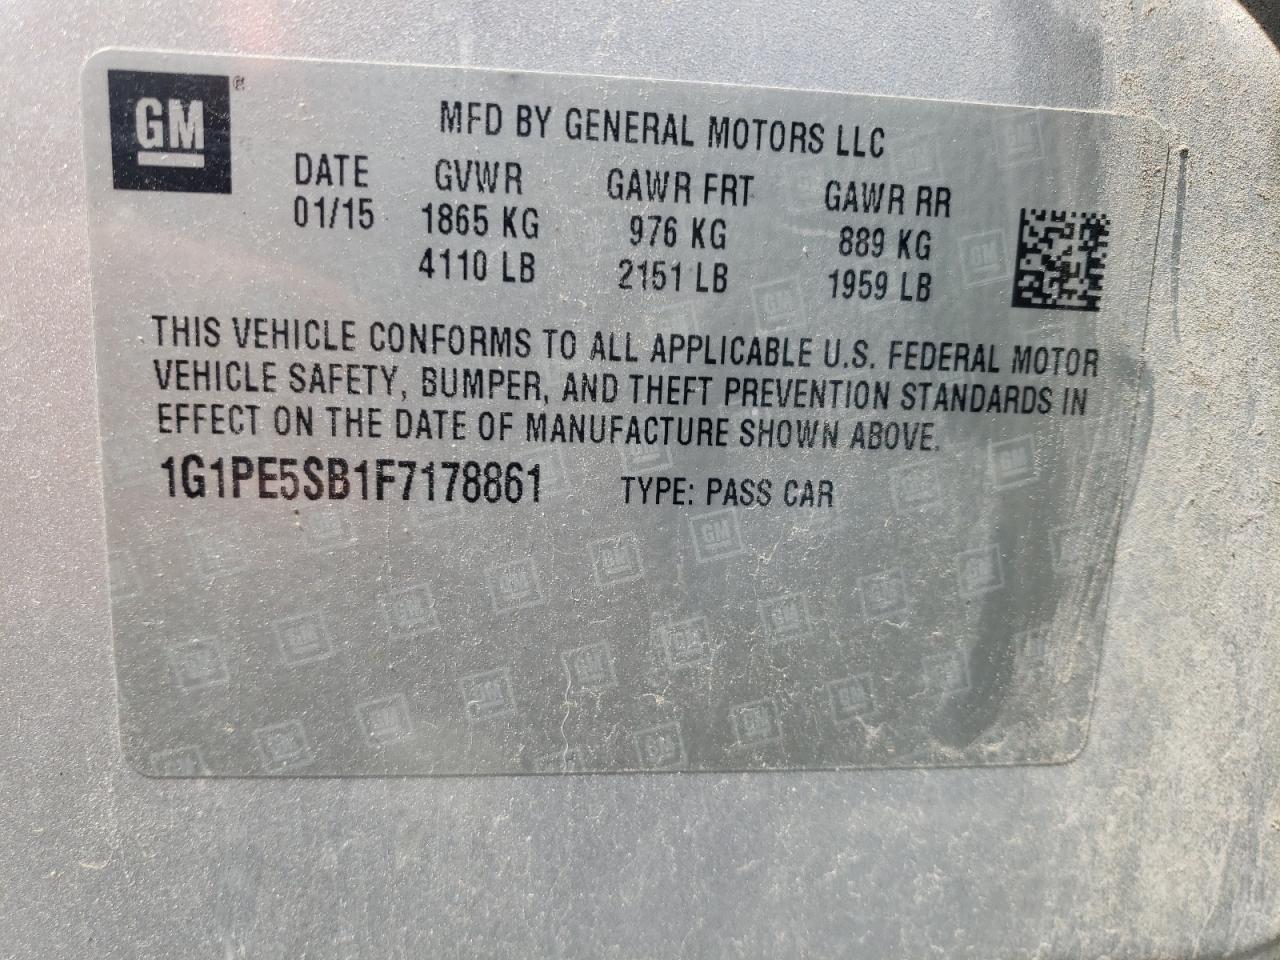 GM ®
MFD BY GENERAL MOTORS LLC
DATE GVWR GAWR FRT GAWR RR
01/15 1865 KG 976 KG 889 KG
4110 LB 2151 LB 1959 LB
THIS VEHICLE CONFORMS TO ALL APPLICABLE U.S. FEDERAL MOTOR
VEHICLE SAFETY, BUMPER, AND THEFT PREVENTION STANDARDS IN
EFFECT ON THE DATE OF MANUFACTURE SHOWN ABOVE.
1G1PE5SB1F7178861 TYPE: PASS CAR